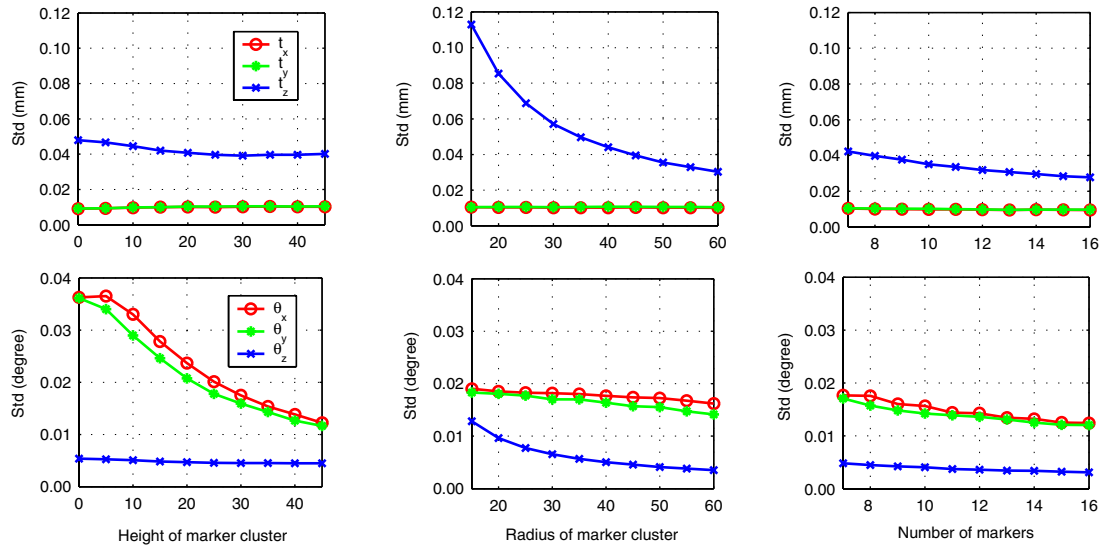 0.12
0.10
0.08
0.06
0.04
0.02
0.00
Std (mm)
t_x
t_y
t_z
0 10 20 30 40
0.12
0.10
0.08
0.06
0.04
0.02
0.00
Std (mm)
20 30 40 50 60
0.12
0.10
0.08
0.06
0.04
0.02
0.00
Std (mm)
8 10 12 14 16
0.04
0.03
0.02
0.01
0.00
Std (degree)
θ_x
θ_y
θ_z
0 10 20 30 40
Height of marker cluster
0.04
0.03
0.02
0.01
0.00
Std (degree)
20 30 40 50 60
Radius of marker cluster
0.04
0.03
0.02
0.01
0.00
Std (degree)
8 10 12 14 16
Number of markers